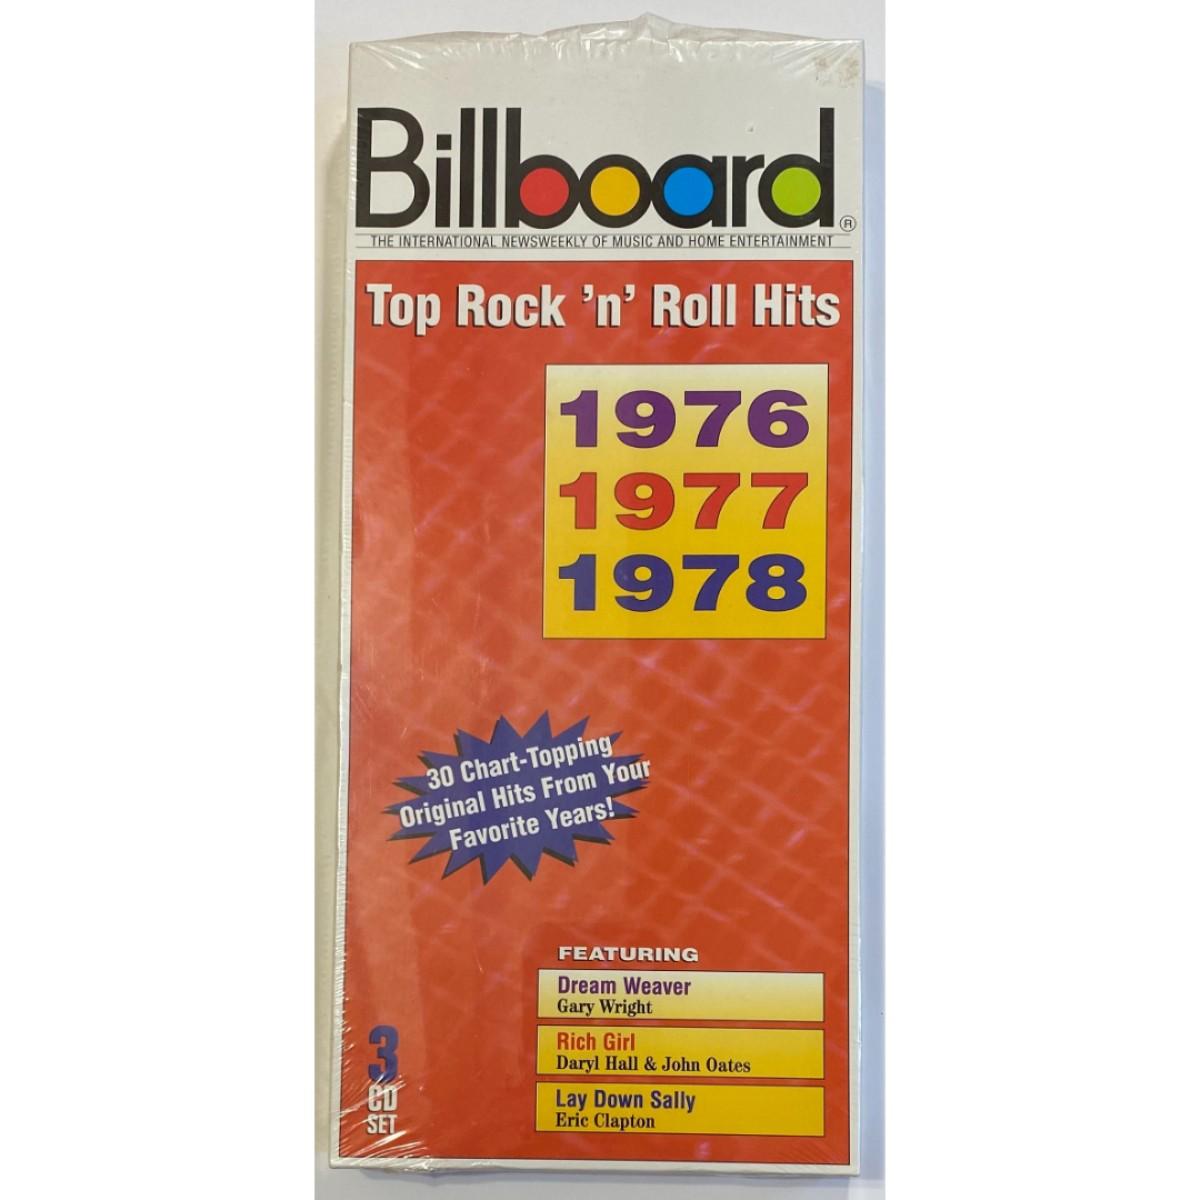 Billboard®
THE INTERNATIONAL NEWSWEEKLY OF MUSIC AND HOME ENTERTAINMENT
Top Rock 'n' Roll Hits
1976
1977
1978
30 Chart-Topping
Original Hits From Your
Favorite Years!
FEATURING
Dream Weaver
Gary Wright
Rich Girl
Daryl Hall & John Oates
Lay Down Sally
Eric Clapton
3
CD
SET